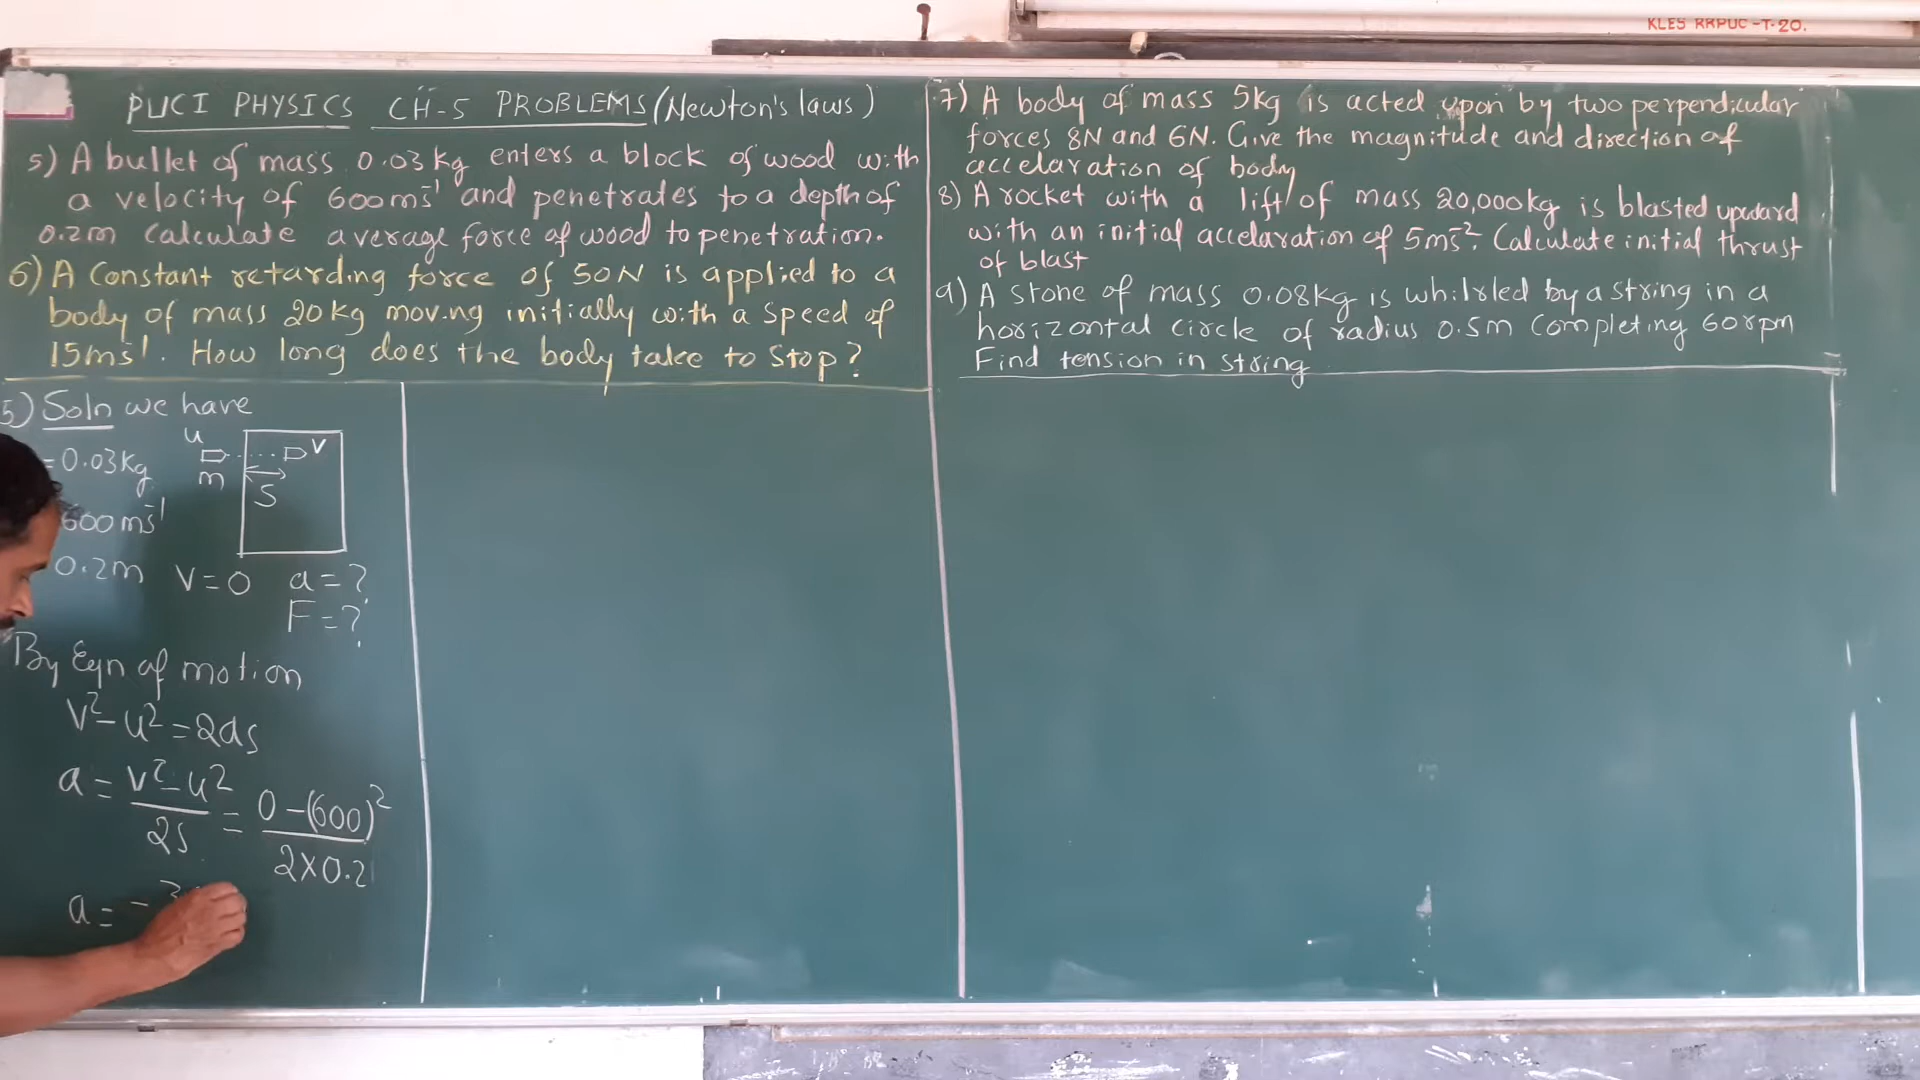 KLES RRPUC-T-20.
PUCI PHYSICS CH-5 PROBLEMS (Newton's laws)
5) A bullet of mass 0.03kg enters a block of wood with
a velocity of 600ms⁻¹ and penetrates to a depth of
0.2m Calculate average force of wood to penetration.
6) A Constant retarding force of 50N is applied to a
body of mass 20kg moving initially with a speed of
15ms⁻¹. How long does the body take to stop?
7) A body of mass 5kg is acted upon by two perpendicular
forces 8N and 6N. Give the magnitude and direction of
accelaration of body
8) A rocket with a lift of mass 20,000kg is blasted upward
with an initial accelaration of 5ms⁻². Calculate initial thrust
of blast
9) A stone of mass 0.08kg is whilrled by a string in a
horizontal circle of radius 0.5m Completing 60rpm
Find tension in string
5) Soln we have
u
v
= 0.03kg
m
S
600ms⁻¹
0.2m V=0 a=?
F=?
By Eqn of motion
V²-u²=2as
a = v²-u²/2s = 0-(600)²/2×0.2
a = -3